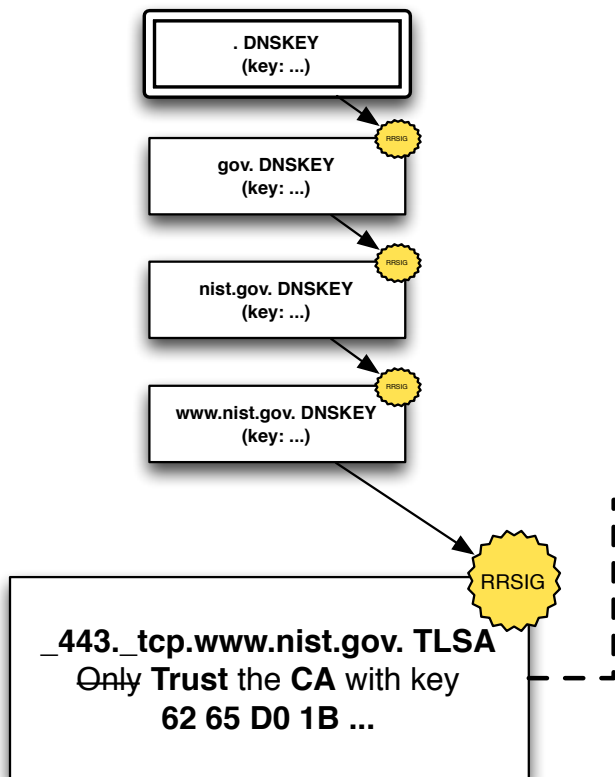 . DNSKEY
(key: ...)
RRSIG
gov. DNSKEY
(key: ...)
RRSIG
nist.gov. DNSKEY
(key: ...)
RRSIG
www.nist.gov. DNSKEY
(key: ...)
RRSIG
_443._tcp.www.nist.gov. TLSA
Only Trust the CA with key
62 65 D0 1B ...